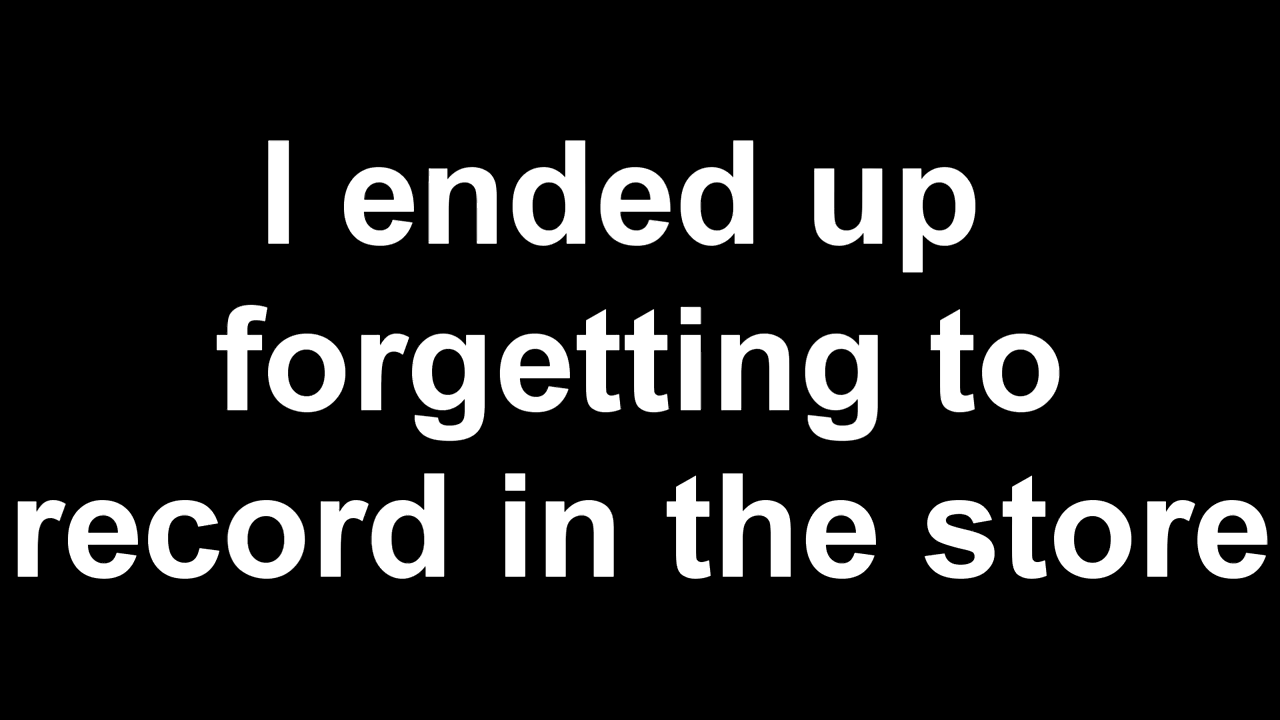 I ended up
forgetting to
record in the store